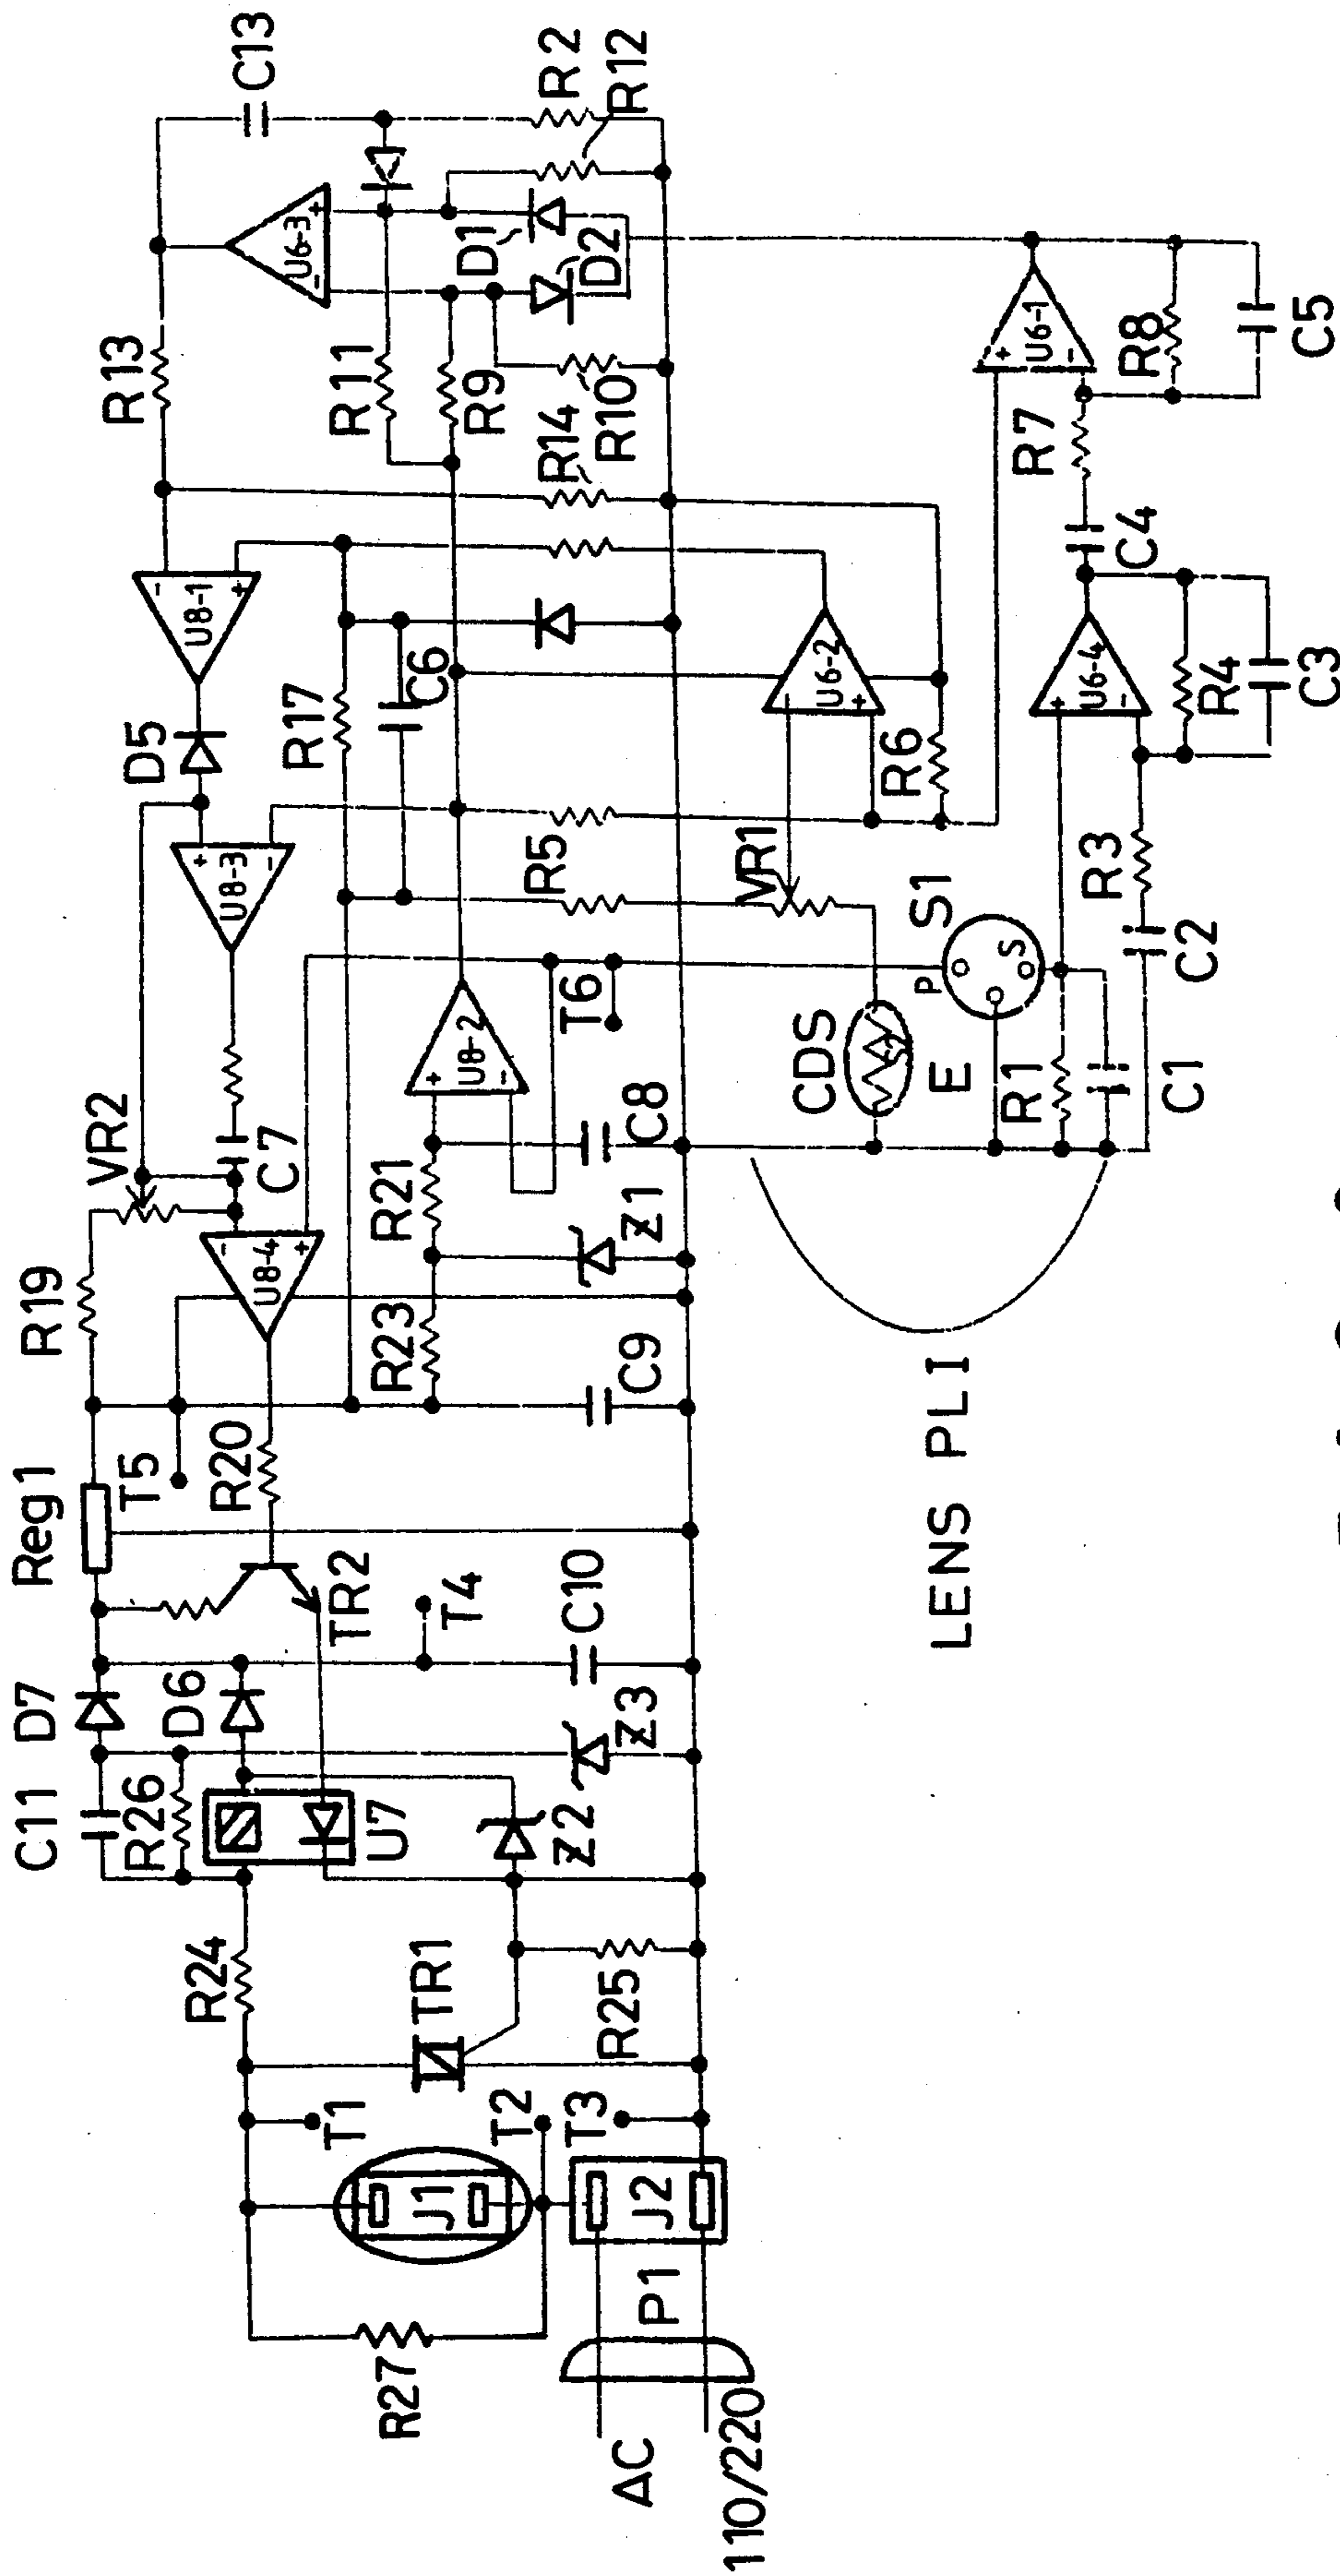 C11
D7
Reg1
R19
VR2
D5
R13
C13
R26
D6
T5
R20
C7
U8-4
- +
U8-3
+ -
U8-1
- +
U6-3
- +
R24
U7
TR2
T4
R23
R21
R17
C6
R11
R9
D1
D2
R2
R12
T1
TR1
Z2
Z3
C10
C9
Z1
C8
U8-2
+ -
T6
R5
R14
R10
R27
J1
T2
T3
R25
J2
P1
AC
110/220
VR1
U6-2
- +
R6
CDS
S1
P
S
E
R1
C1
C2
R3
U6-4
+ -
R4
C3
C4
R7
U6-1
+ -
R8
C5
LENS PLI